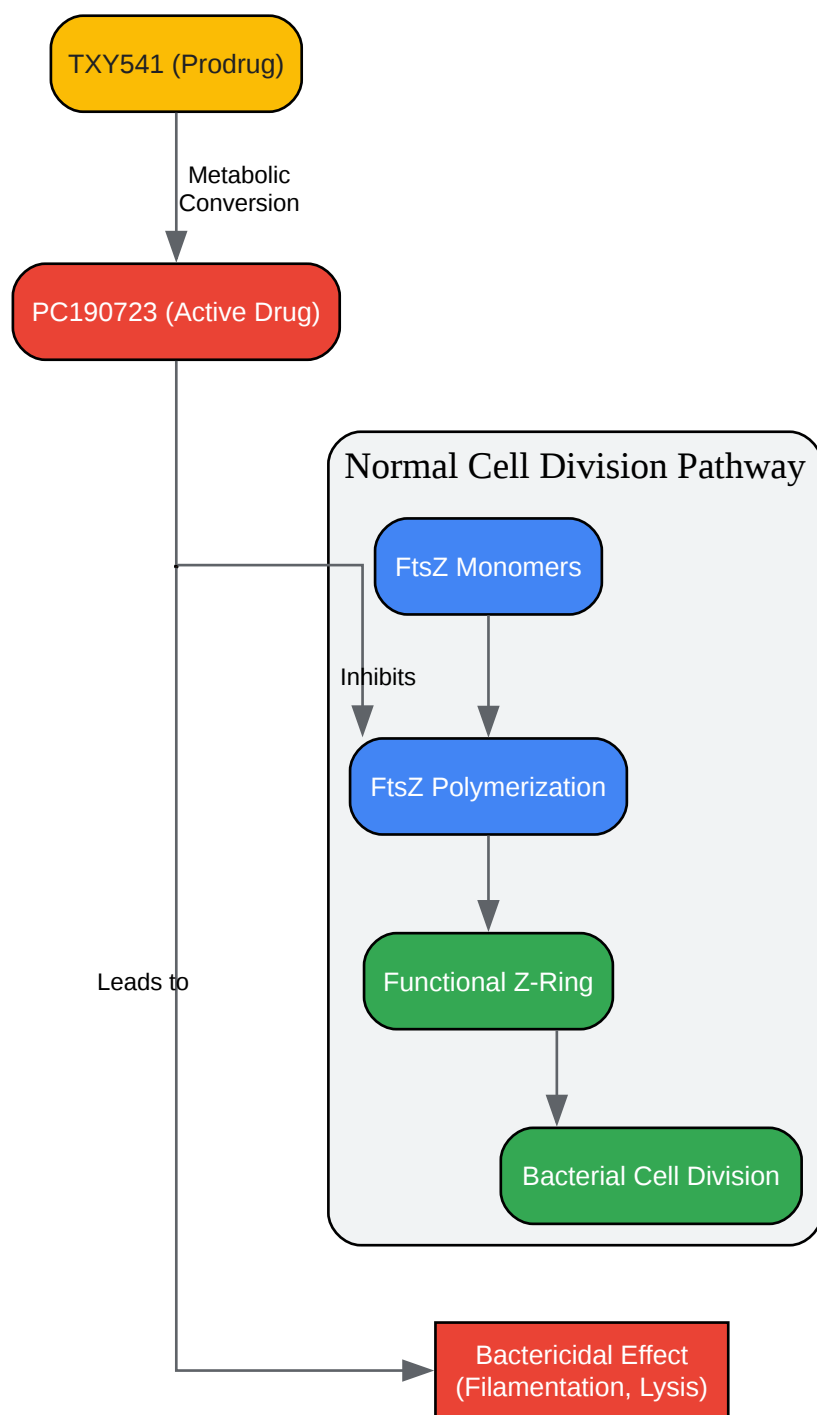 TXY541 (Prodrug)
Metabolic
Conversion
PC190723 (Active Drug)
Normal Cell Division Pathway
FtsZ Monomers
Inhibits
FtsZ Polymerization
Leads to
Functional Z-Ring
Bacterial Cell Division
Bactericidal Effect
(Filamentation, Lysis)